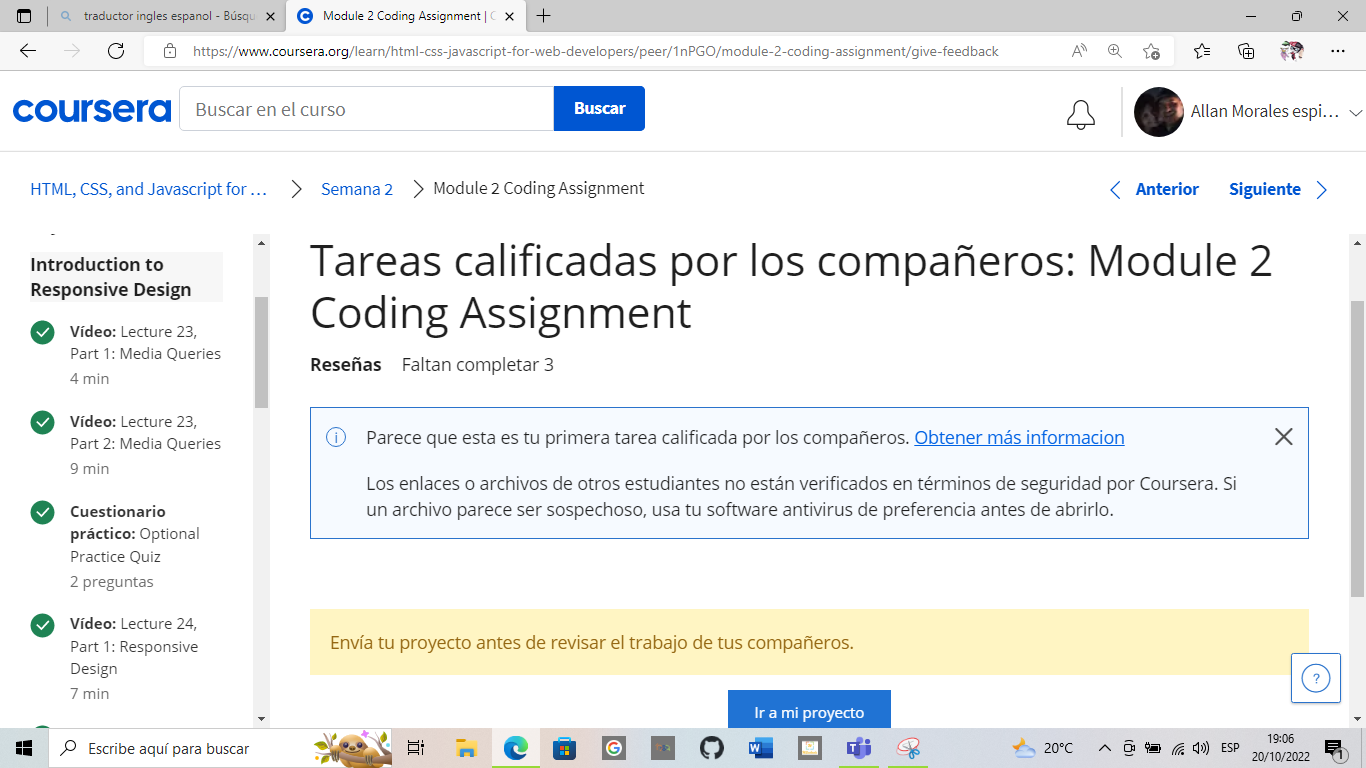 traductor ingles espanol - Búsqu
Module 2 Coding Assignment | C
https://www.coursera.org/learn/html-css-javascript-for-web-developers/peer/1nPGO/module-2-coding-assignment/give-feedback
coursera
Buscar en el curso
Buscar
Allan Morales espi...
HTML, CSS, and Javascript for ...
Semana 2
Module 2 Coding Assignment
Anterior
Siguiente
Introduction to
Responsive Design
Vídeo: Lecture 23,
Part 1: Media Queries
4 min
Vídeo: Lecture 23,
Part 2: Media Queries
9 min
Cuestionario
práctico: Optional
Practice Quiz
2 preguntas
Vídeo: Lecture 24,
Part 1: Responsive
Design
7 min
Tareas calificadas por los compañeros: Module 2
Coding Assignment
Reseñas Faltan completar 3
Parece que esta es tu primera tarea calificada por los compañeros. Obtener más informacion
Los enlaces o archivos de otros estudiantes no están verificados en términos de seguridad por Coursera. Si
un archivo parece ser sospechoso, usa tu software antivirus de preferencia antes de abrirlo.
Envía tu proyecto antes de revisar el trabajo de tus compañeros.
Ir a mi proyecto
Escribe aquí para buscar
20°C
ESP
19:06
20/10/2022
1